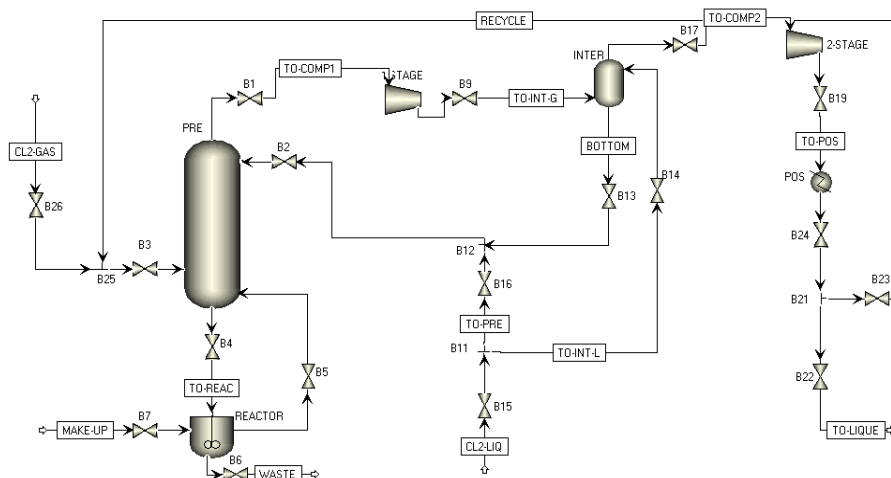 RECYCLE
B17
TO-COMP2
2-STAGE
INTER
B1
TO-COMP1
STAGE
B9
TO-INT-G
B19
PRE
TO-POS
CL2-GAS
B2
BOTTOM
POS
B26
B13
B14
B3
B24
B25
B12
B16
B21
B23
TO-PRE
B4
B11
TO-INT-L
B5
B22
TO-REAC
B15
B7
REACTOR
MAKE-UP
TO-LIQUE
CL2-LIQ
B6
WASTE